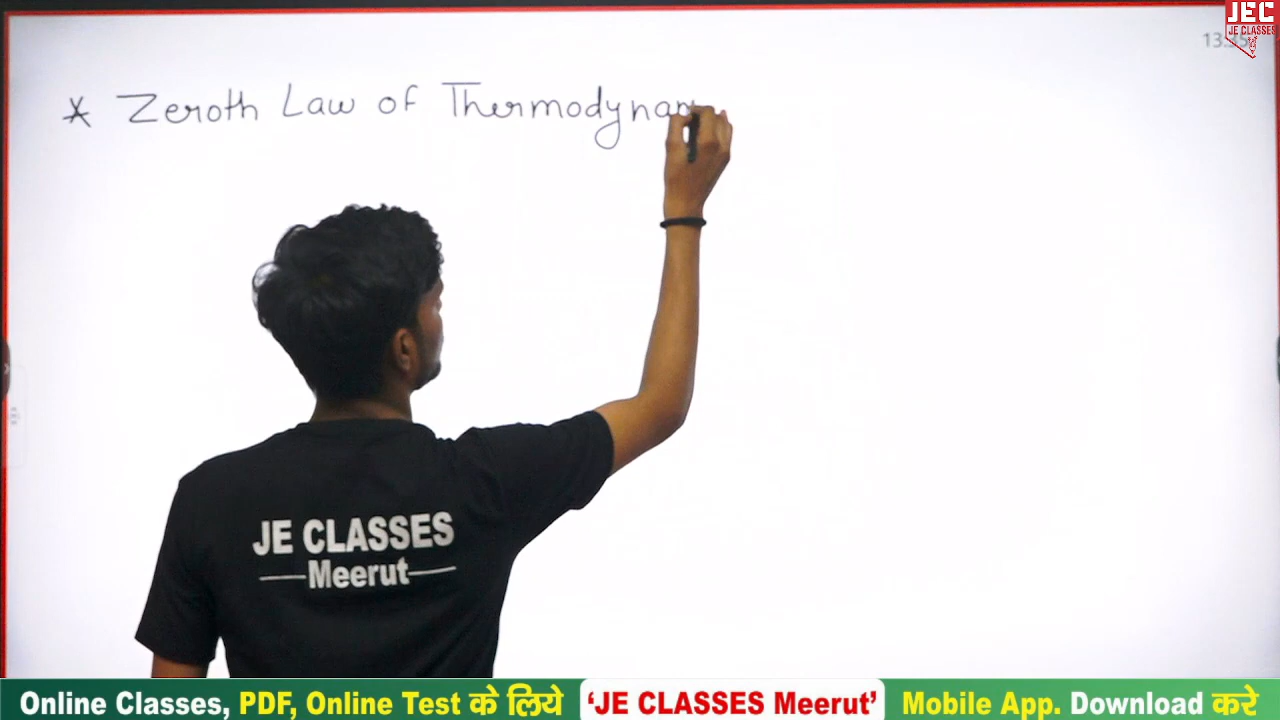 JEC
JE CLASSES
* Zeroth Law of Thermodynam
JE CLASSES
Meerut
Online Classes, PDF, Online Test के लिये 'JE CLASSES Meerut' Mobile App. Download करे